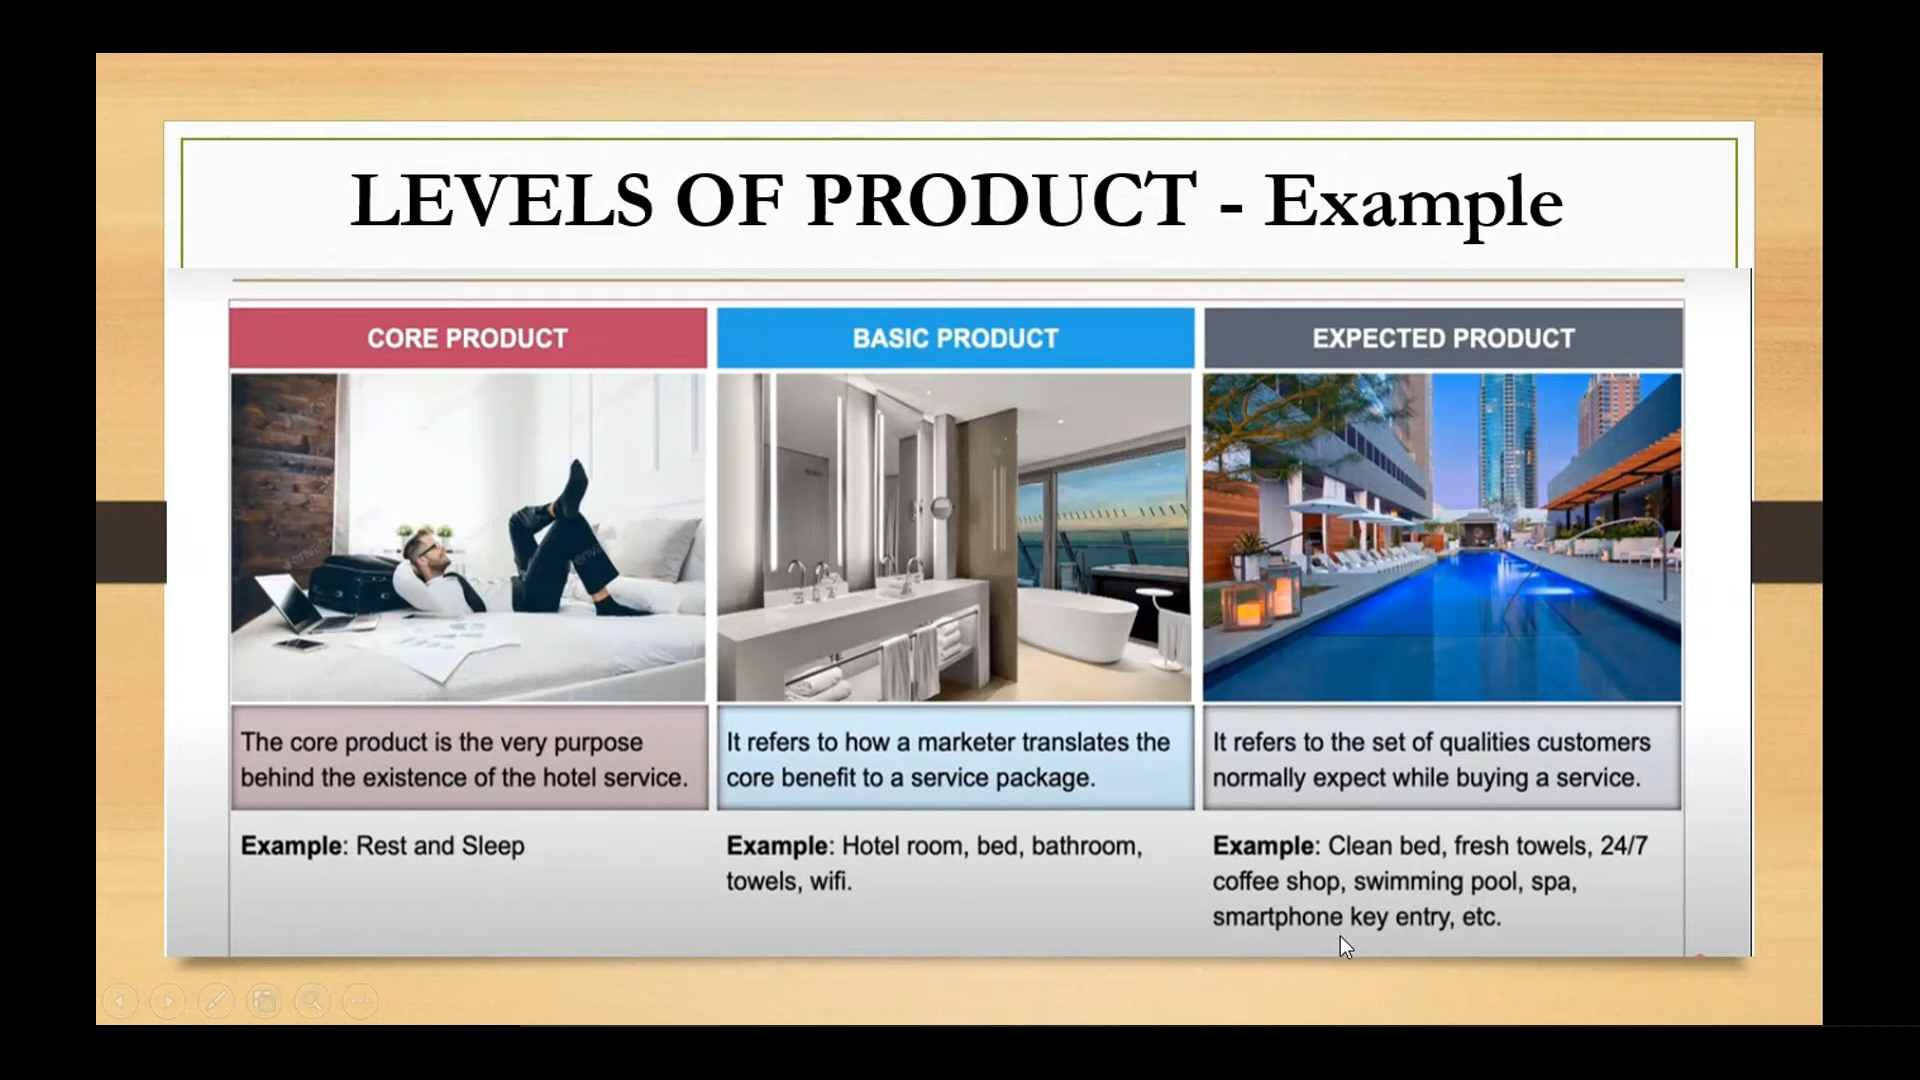 LEVELS OF PRODUCT - Example
CORE PRODUCT
The core product is the very purpose
behind the existence of the hotel service.
Example: Rest and Sleep
BASIC PRODUCT
It refers to how a marketer translates the
core benefit to a service package.
Example: Hotel room, bed, bathroom,
towels, wifi.
EXPECTED PRODUCT
It refers to the set of qualities customers
normally expect while buying a service.
Example: Clean bed, fresh towels, 24/7
coffee shop, swimming pool, spa,
smartphone key entry, etc.